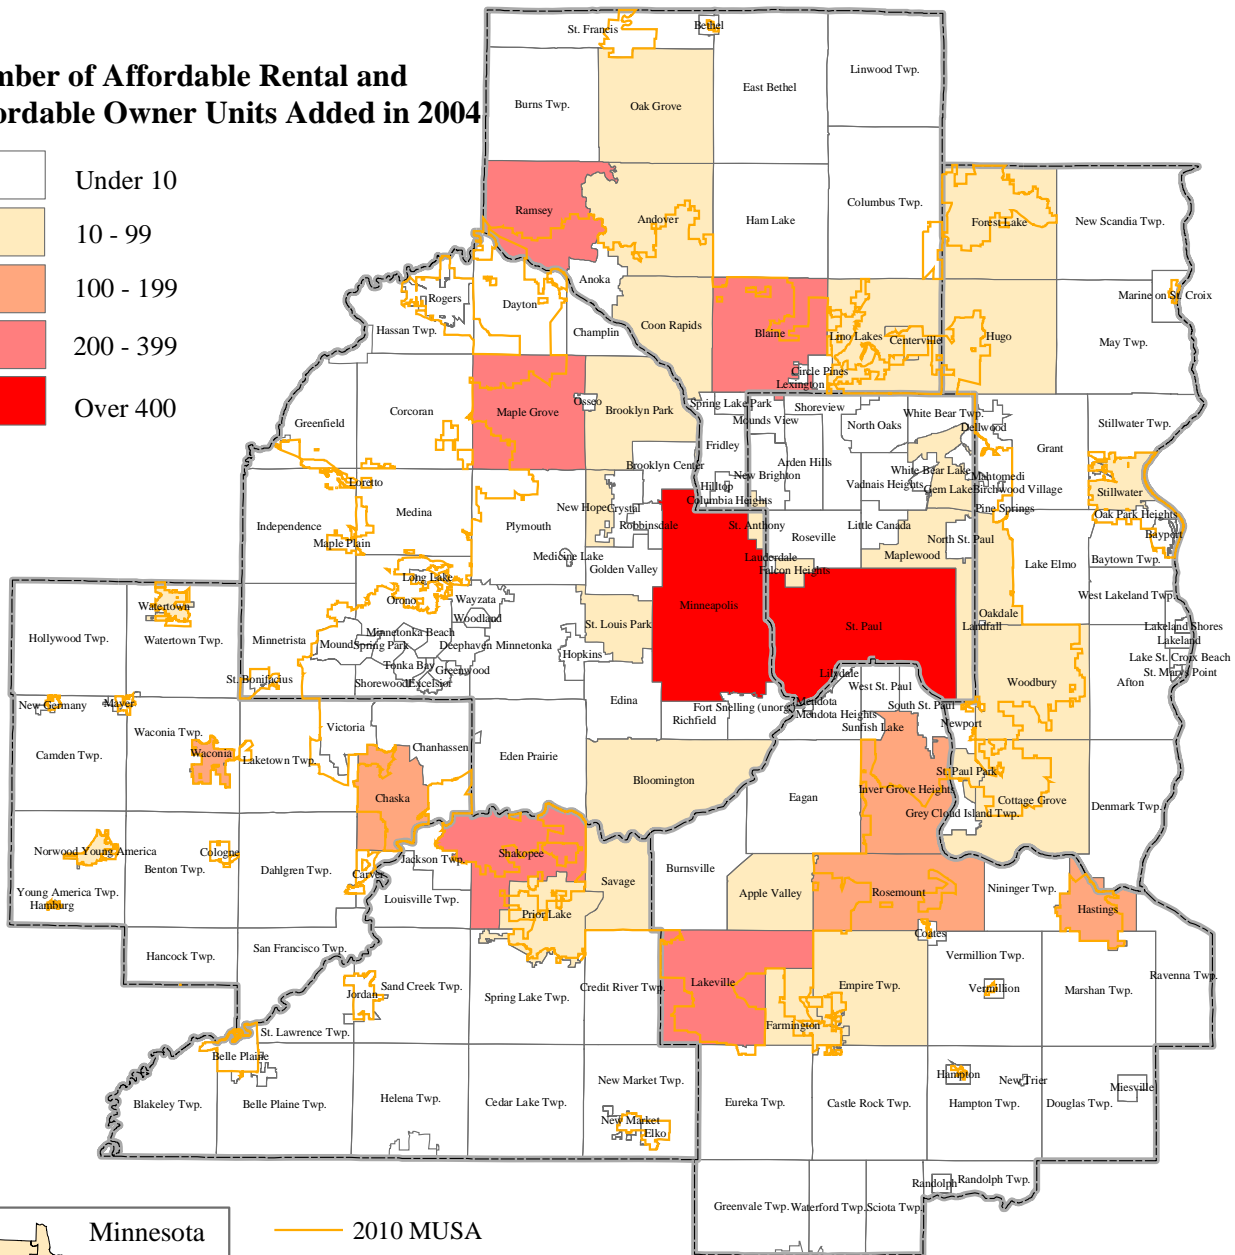 mber of Affordable Rental and
ordable Owner Units Added in 2004
Under 10
10 - 99
100 - 199
200 - 399
Over 400
St. Francis
Bethel
Linwood Twp.
East Bethel
Burns Twp.
Oak Grove
Ramsey
Andover
Ham Lake
Columbus Twp.
Forest Lake
New Scandia Twp.
Anoka
Rogers
Dayton
Marine on St. Croix
Hassan Twp.
Champlin
Coon Rapids
Blaine
Lino Lakes
Centerville
Hugo
May Twp.
Circle Pines
Lexington
Corcoran
Maple Grove
Osseo
Brooklyn Park
Spring Lake Park
Shoreview
White Bear Twp.
Greenfield
Mounds View
North Oaks
Dellwood
Stillwater Twp.
Fridley
Grant
Brooklyn Center
New Brighton
Arden Hills
White Bear Lake
Mahtomedi
Loretto
Hilltop
Vadnais Heights
Gem Lake
Birchwood Village
Stillwater
Columbia Heights
New Hope
Crystal
Pine Springs
Medina
Oak Park Heights
Independence
Plymouth
Robbinsdale
St. Anthony
Little Canada
Bayport
Roseville
North St. Paul
Maple Plain
Medicine Lake
Lauderdale
Maplewood
Baytown Twp.
Golden Valley
Falcon Heights
Lake Elmo
Long Lake
Orono
Wayzata
West Lakeland Twp.
Watertown
Woodland
Minneapolis
Oakdale
Hollywood Twp.
Watertown Twp.
Minnetrista
Minnetonka Beach
St. Louis Park
St. Paul
Landfall
Lakeland Shores
Mound
Spring Park
Deephaven
Minnetonka
Hopkins
Lakeland
Tonka Bay
Greenwood
Lake St. Croix Beach
St. Bonifacius
Shorewood
Excelsior
Lilydale
West St. Paul
Woodbury
Afton
St. Marys Point
Edina
New Germany
Mayer
Fort Snelling (unorg.)
Mendota
South St. Paul
Richfield
Mendota Heights
Newport
Victoria
Sunfish Lake
Waconia Twp.
Chanhassen
Camden Twp.
Waconia
Laketown Twp.
Eden Prairie
Bloomington
St. Paul Park
Inver Grove Heights
Chaska
Eagan
Cottage Grove
Denmark Twp.
Grey Cloud Island Twp.
Norwood Young America
Cologne
Shakopee
Benton Twp.
Dahlgren Twp.
Jackson Twp.
Burnsville
Carver
Savage
Young America Twp.
Louisville Twp.
Apple Valley
Rosemount
Nininger Twp.
Hamburg
Prior Lake
Hastings
Coates
Hancock Twp.
San Francisco Twp.
Vermillion Twp.
Ravenna Twp.
Sand Creek Twp.
Credit River Twp.
Lakeville
Empire Twp.
Vermillion
Marshan Twp.
Jordan
Spring Lake Twp.
Farmington
St. Lawrence Twp.
Belle Plaine
New Market Twp.
Hampton
New Trier
Miesville
Blakeley Twp.
Belle Plaine Twp.
Helena Twp.
Cedar Lake Twp.
Eureka Twp.
Castle Rock Twp.
Hampton Twp.
Douglas Twp.
New Market
Elko
Randolph
Randolph Twp.
Greenvale Twp.
Waterford Twp.
Sciota Twp.
Minnesota
2010 MUSA